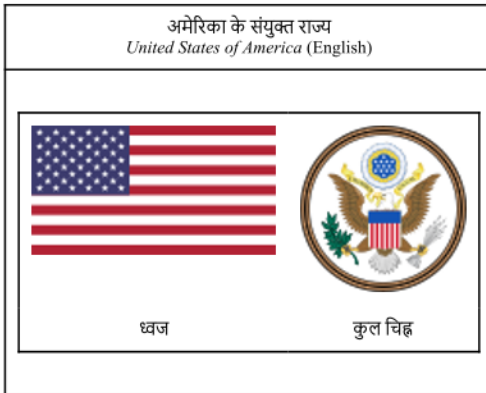 अमेरिका के संयुक्त राज्य
United States of America (English)
ध्वज
कुल चिह्न